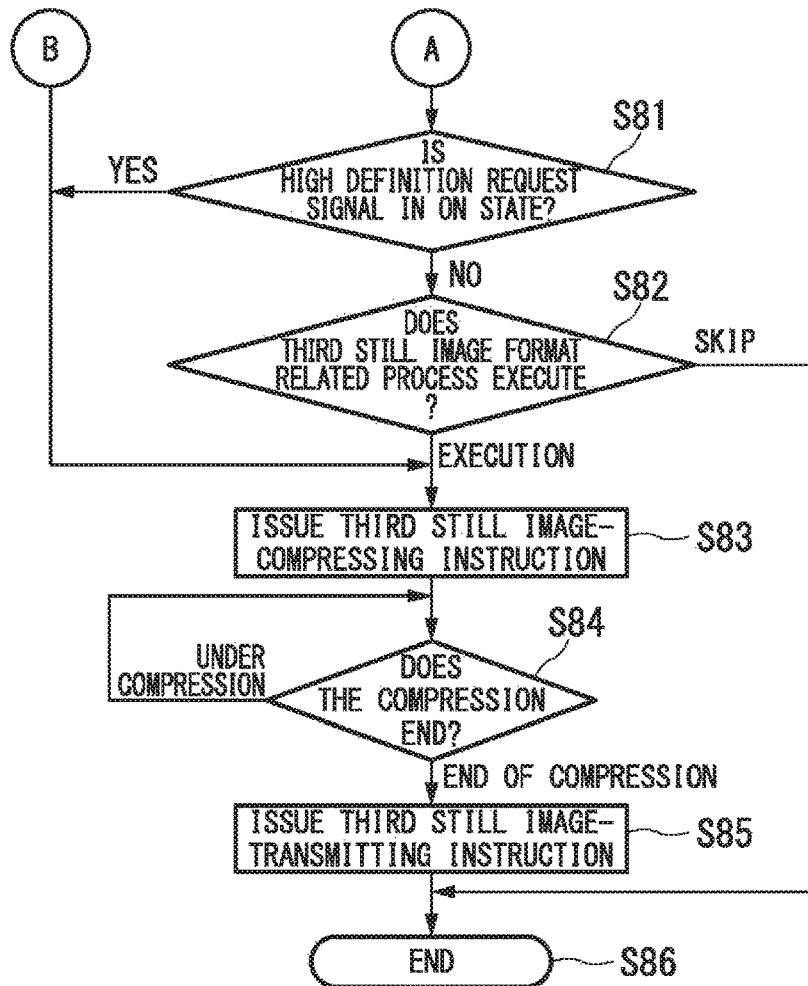 B
A
S81
IS
HIGH DEFINITION REQUEST
SIGNAL IN ON STATE?
YES
NO
S82
DOES
THIRD STILL IMAGE FORMAT
RELATED PROCESS EXECUTE
?
SKIP
EXECUTION
ISSUE THIRD STILL IMAGE-
COMPRESSING INSTRUCTION
S83
S84
UNDER
COMPRESSION
DOES
THE COMPRESSION
END?
END OF COMPRESSION
ISSUE THIRD STILL IMAGE-
TRANSMITTING INSTRUCTION
S85
END
S86